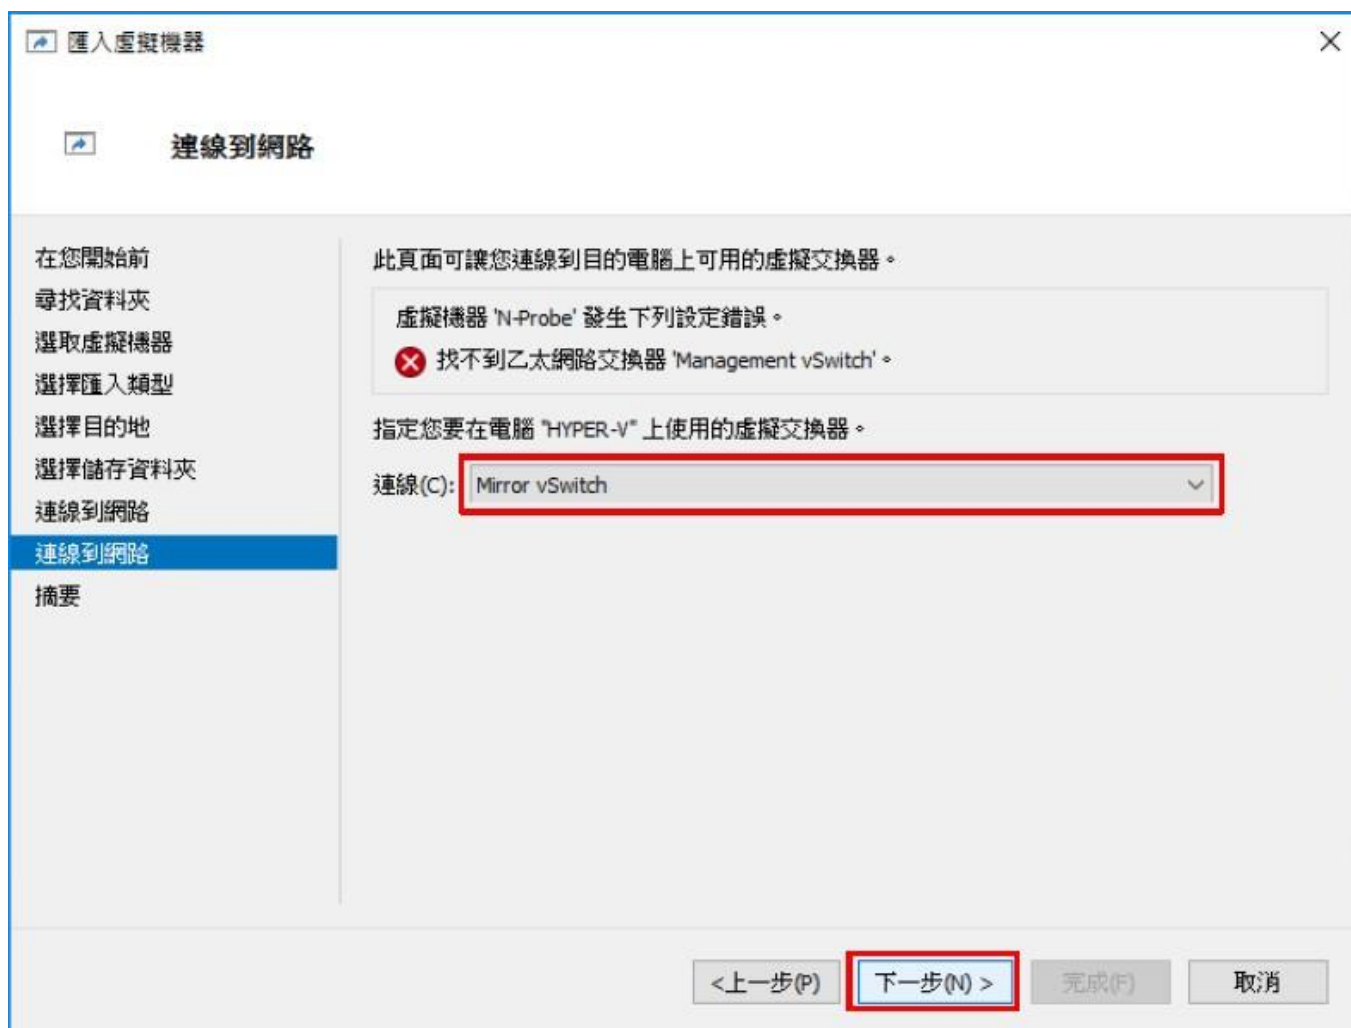 匯入虛擬機器
連線到網路
在您開始前
尋找資料夾
選取虛擬機器
選擇匯入類型
選擇目的地
選擇儲存資料夾
連線到網路
連線到網路
摘要
此頁面可讓您連線到目的電腦上可用的虛擬交換器。
虛擬機器 'N-Probe' 發生下列設定錯誤。
找不到乙太網路交換器 'Management vSwitch'。
指定您要在電腦 "HYPER-V" 上使用的虛擬交換器。
連線(C): Mirror vSwitch
<上一步(P) 下一步(N) > 完成(F) 取消